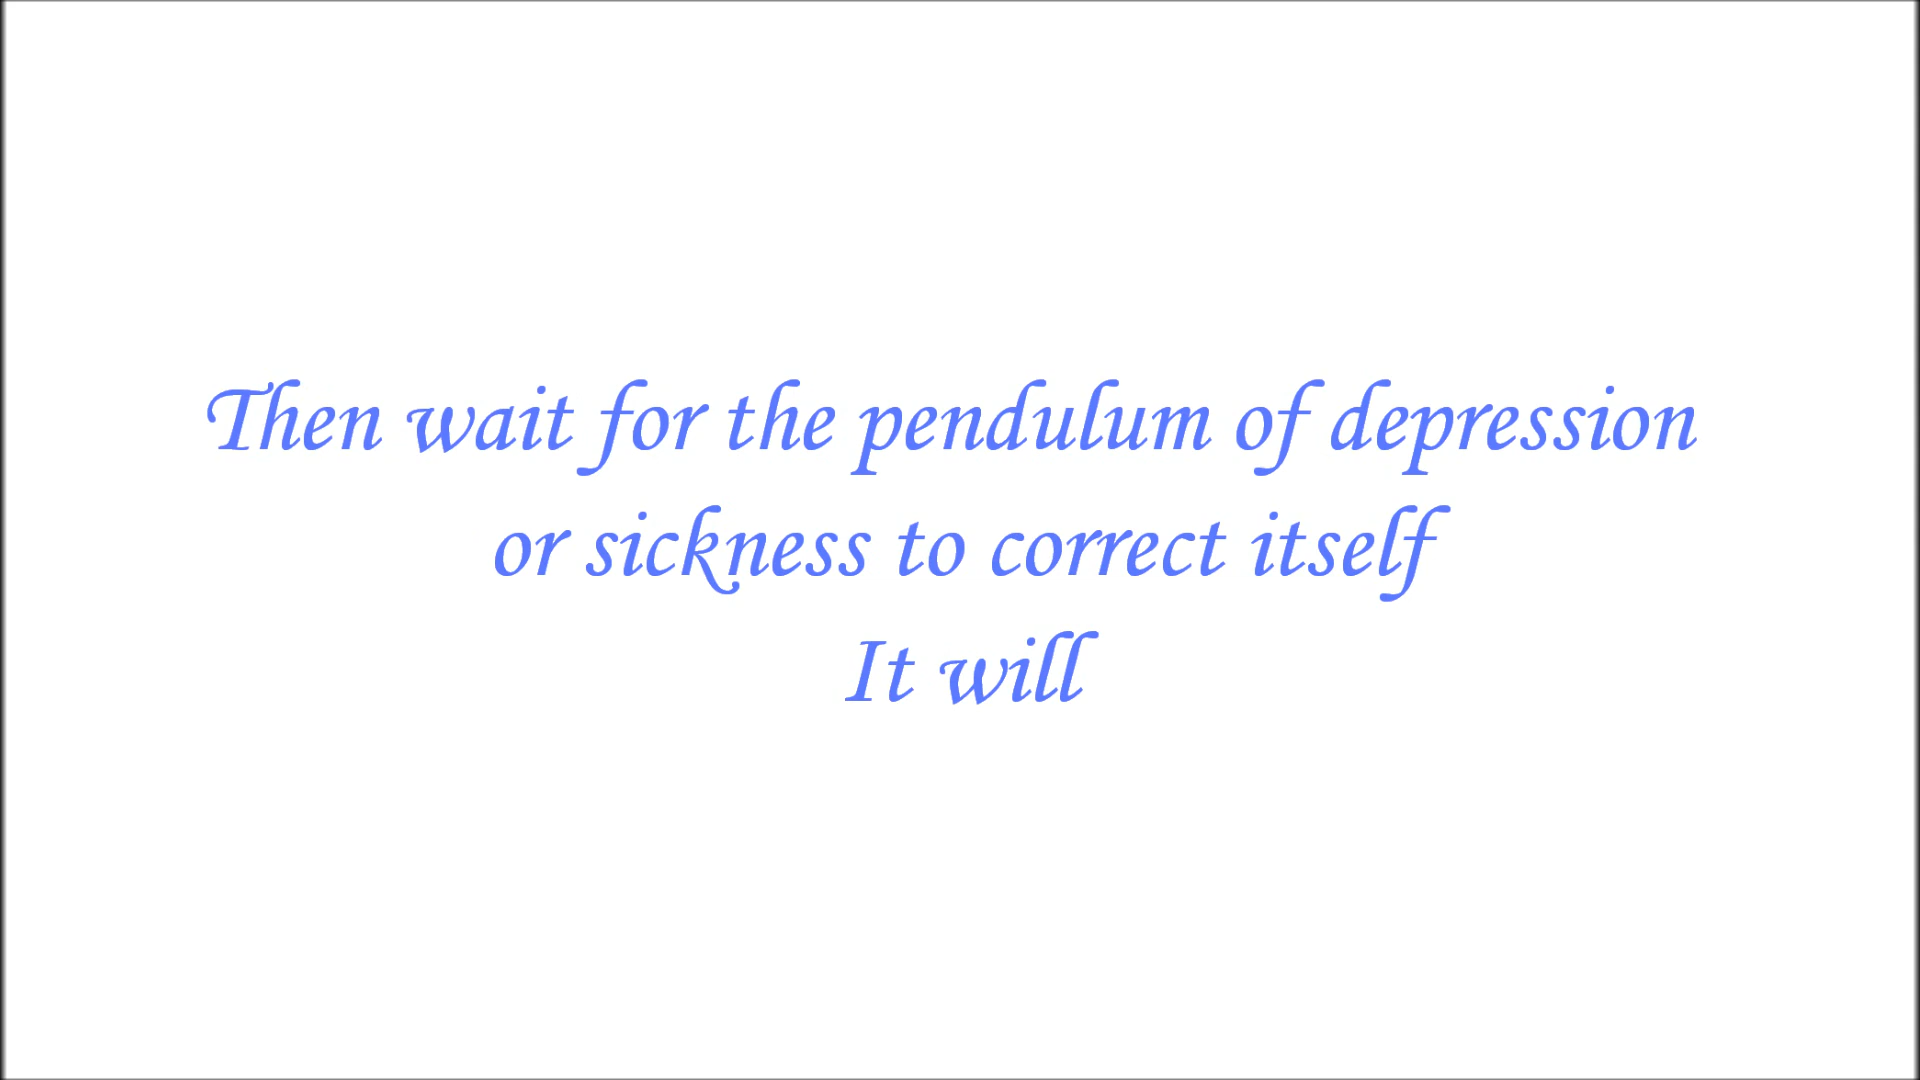 Then wait for the pendulum of depression
or sickness to correct itself
It will